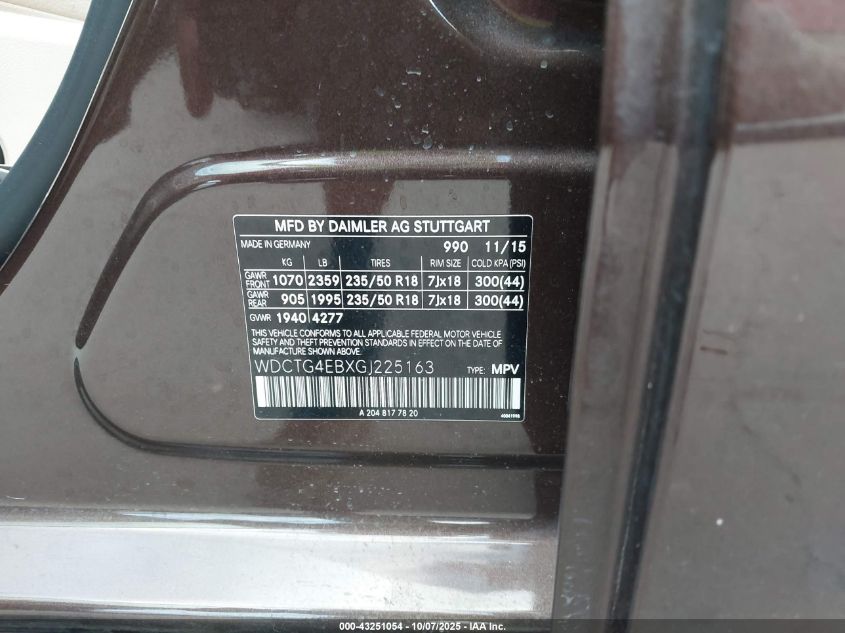 MFD BY DAIMLER AG STUTTGART
MADE IN GERMANY 990 11/15
KG LB TIRES RIM SIZE COLD KPA (PSI)
GAWR FRONT 1070 2359 235/50 R18 7Jx18 300(44)
GAWR REAR 905 1995 235/50 R18 7Jx18 300(44)
GVWR 1940 4277
THIS VEHICLE CONFORMS TO ALL APPLICABLE FEDERAL MOTOR VEHICLE
SAFETY AND THEFT PREVENTION STANDARDS IN EFFECT ON THE DATE
OF MANUFACTURE SHOWN ABOVE.
WDCTG4EBXGJ225163 TYPE: MPV
A 204 817 78 20
000-43251054 - 10/07/2025 - IAA Inc.